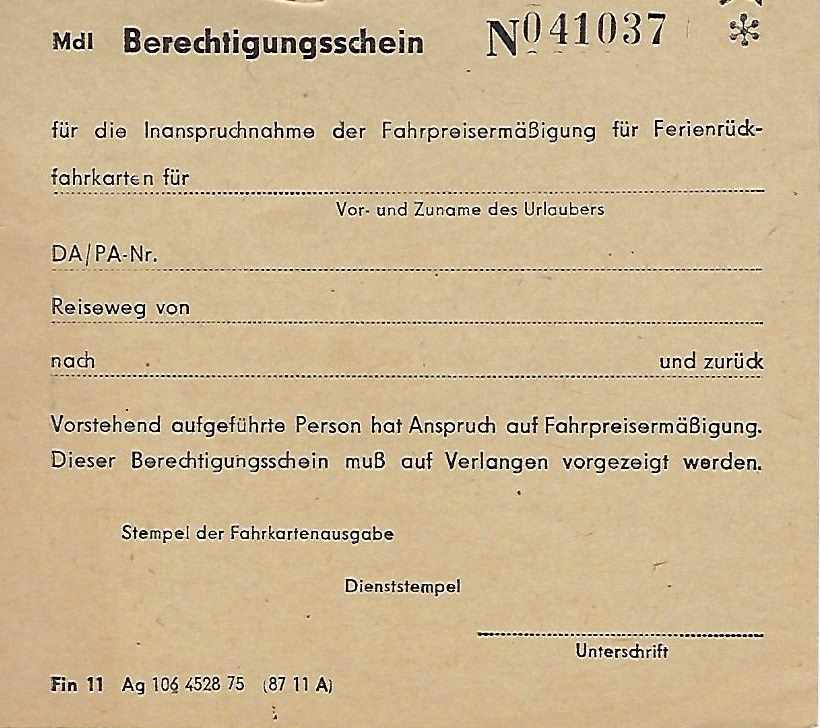 MdI Berechtigungsschein N041037
für die Inanspruchnahme der Fahrpreisermäßigung für Ferienrück-
fahrkarten für
Vor- und Zuname des Urlaubers
DA/PA-Nr.
Reiseweg von
nach und zurück
Vorstehend aufgeführte Person hat Anspruch auf Fahrpreisermäßigung.
Dieser Berechtigungsschein muß auf Verlangen vorgezeigt werden.
Stempel der Fahrkartenausgabe
Dienststempel
Unterschrift
Fin 11 Ag 106 4528 75 (87 11 A)